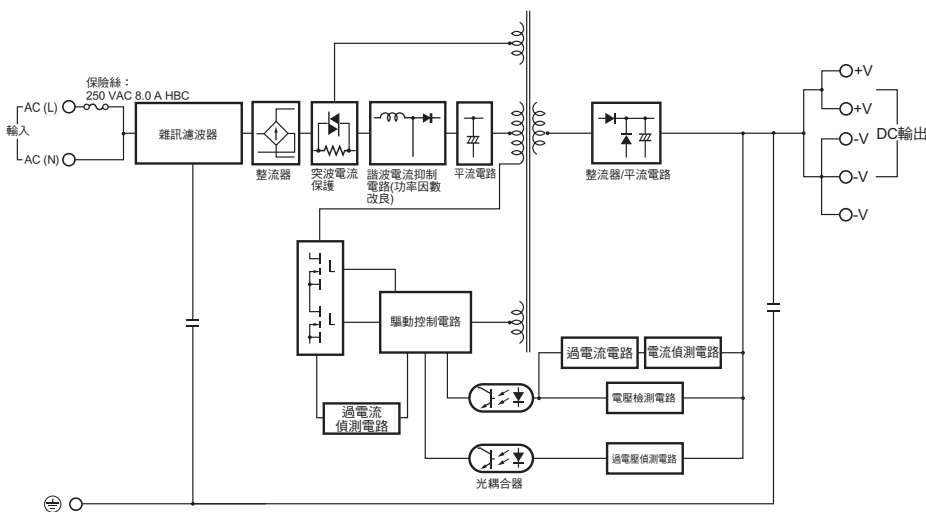 保險絲：
250 VAC 8.0 A HBC
AC (L)
輸入
AC (N)
雜訊濾波器
整流器
突波電流
保護
諧波電流抑制
電路(功率因數
改良)
平流電路
整流器/平流電路
+V
+V
-V
-V
-V
DC輸出
驅動控制電路
過電流
偵測電路
過電流電路
電流偵測電路
電壓檢測電路
過電壓偵測電路
光耦合器